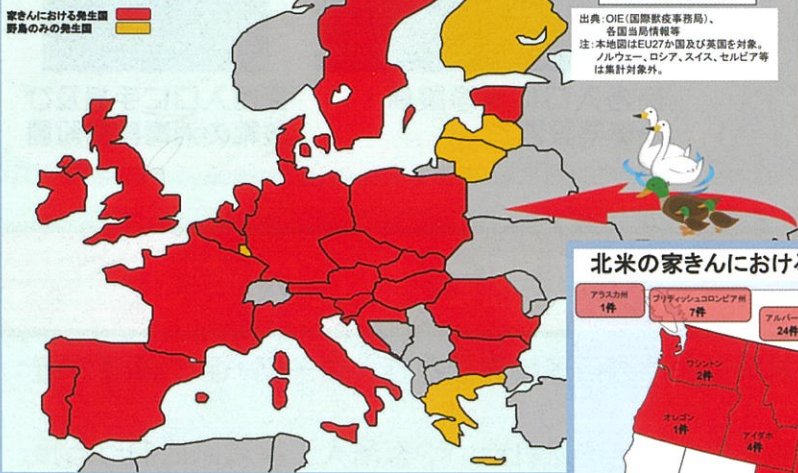 家きんにおける発生国
野鳥のみの発生国
出典：OIE（国際獣疫事務局）、
各国当局情報等
注：本地図はEU27か国及び英国を対象。
ノルウェー、ロシア、スイス、セルビア等
は集計対象外。
北米の家きんにおけ
アラスカ州
1件
ブリティッシュコロンビア州
7件
アルバー
24件
ワシントン
2件
オレゴン
1件
アイダホ
4件